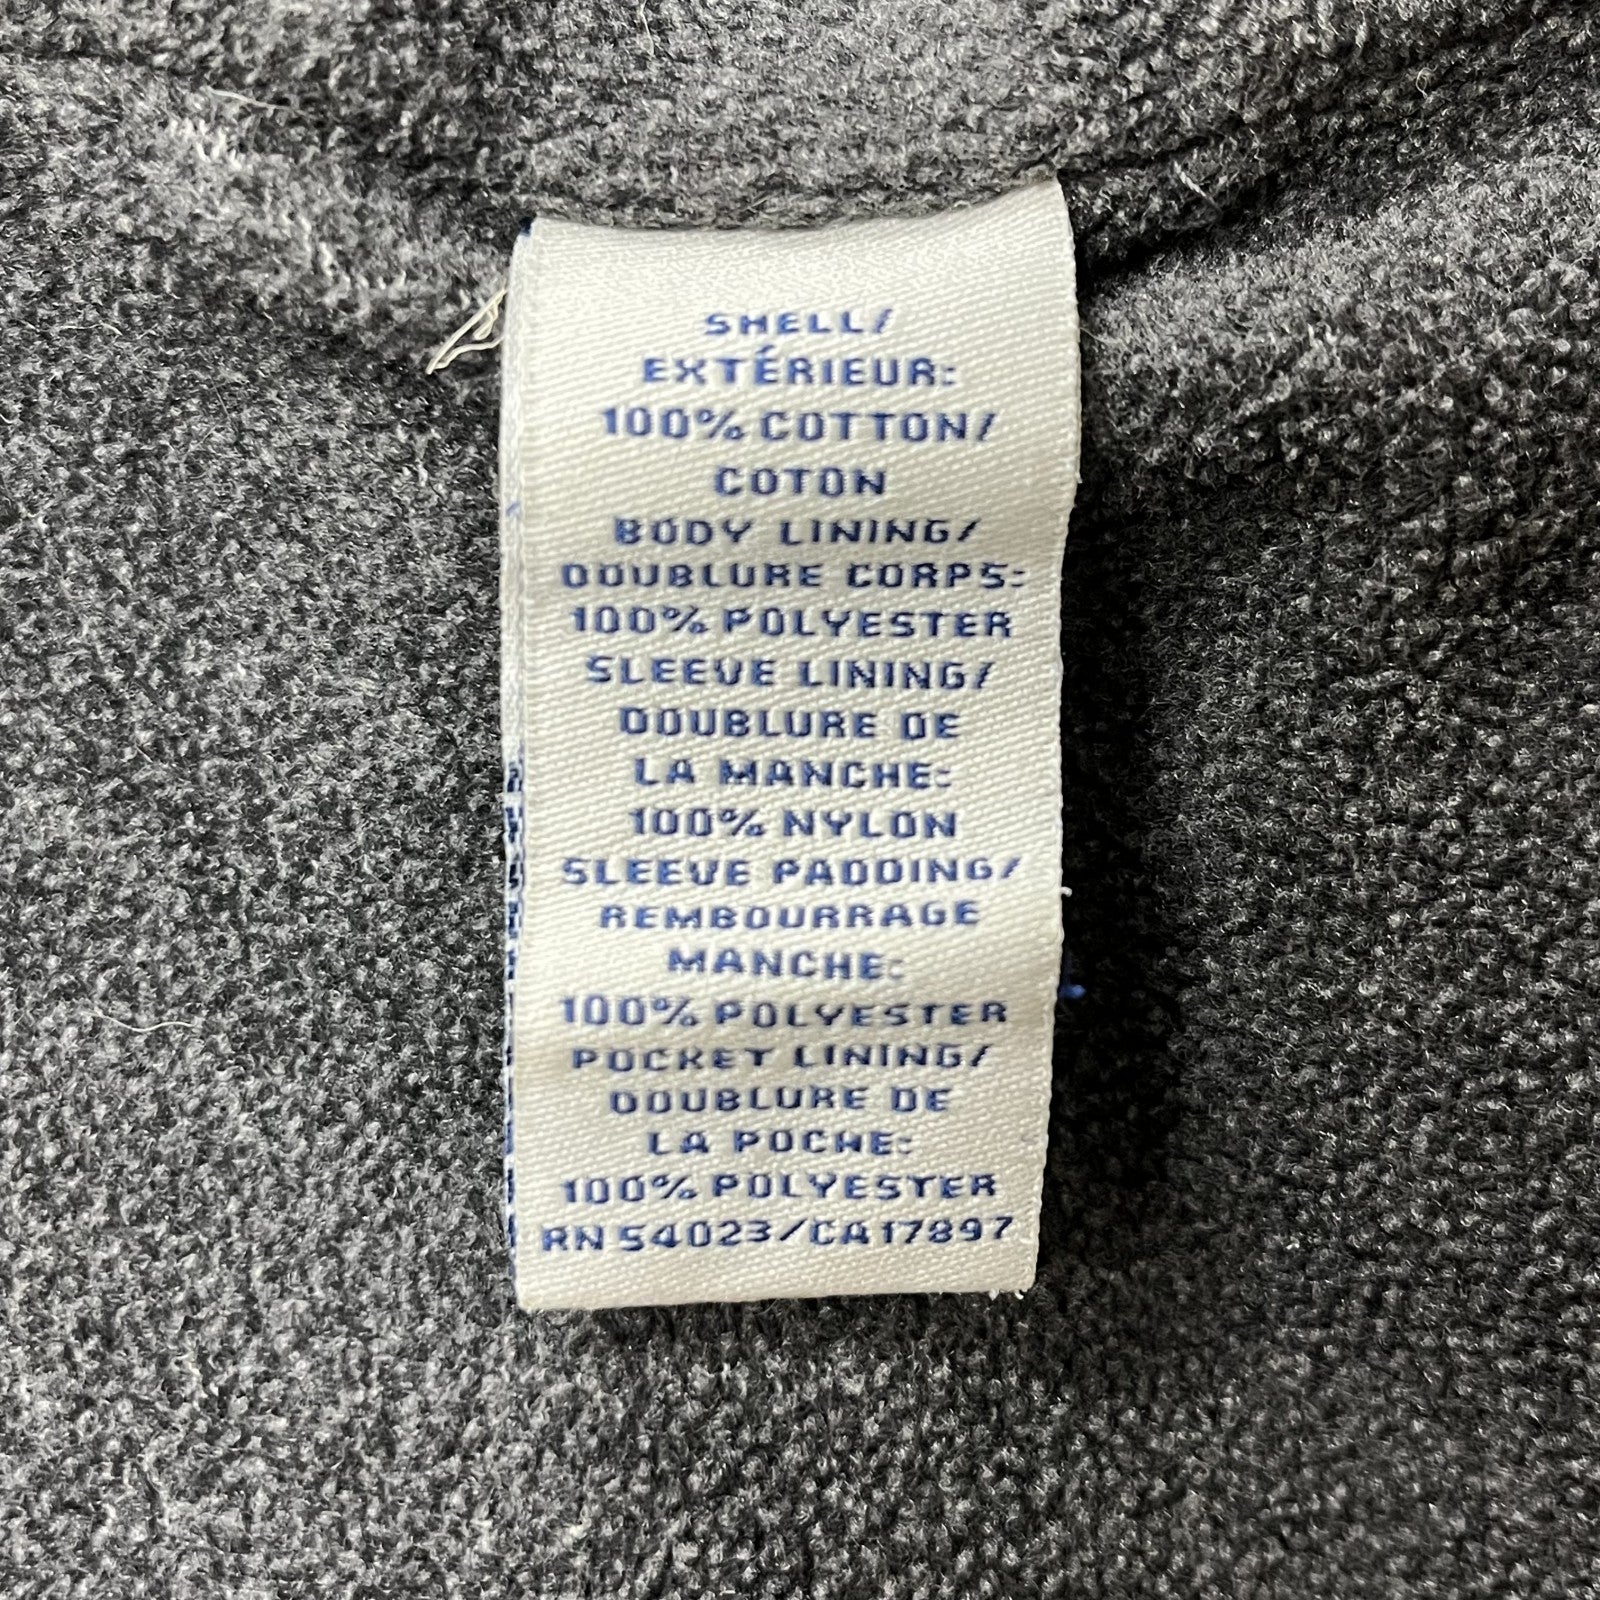 SHELL/
EXTÉRIEUR:
100% COTTON/
COTON
BODY LINING/
DOUBLURE CORPS:
100% POLYESTER
SLEEVE LINING/
DOUBLURE DE
LA MANCHE:
100% NYLON
SLEEVE PADDING/
REMBOURRAGE
MANCHE:
100% POLYESTER
POCKET LINING/
DOUBLURE DE
LA POCHE:
100% POLYESTER
RN 54023/CA17897